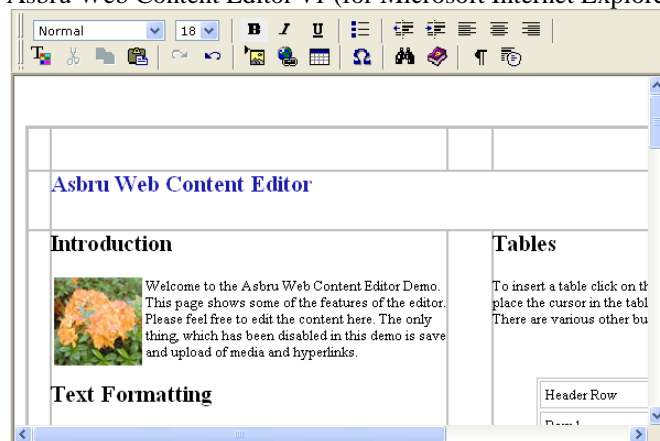 Asbru Web Content Editor v1 (for Microsoft Internet Explore
Normal 18 B I U
Ω ¶
Asbru Web Content Editor
Introduction
Welcome to the Asbru Web Content Editor Demo.
This page shows some of the features of the editor.
Please feel free to edit the content here. The only
thing, which has been disabled in this demo is save
and upload of media and hyperlinks.
Text Formatting
Tables
To insert a table click on th
place the cursor in the tabl
There are various other bu
Header Row